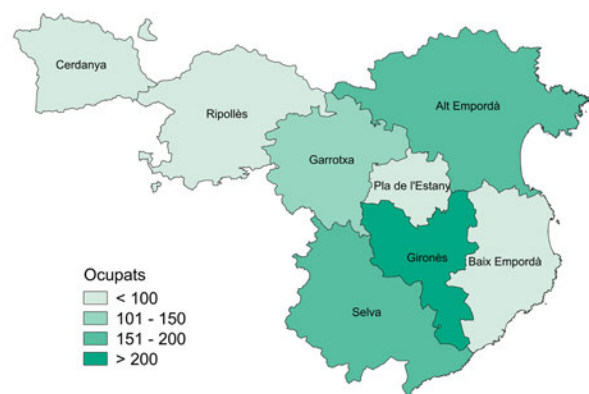 Cerdanya
Ripollès
Alt Empordà
Garrotxa
Pla de l'Estany
Gironès
Baix Empordà
Selva
Ocupats
< 100
101 - 150
151 - 200
> 200